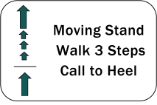 Moving Stand
Walk 3 Steps
Call to Heel